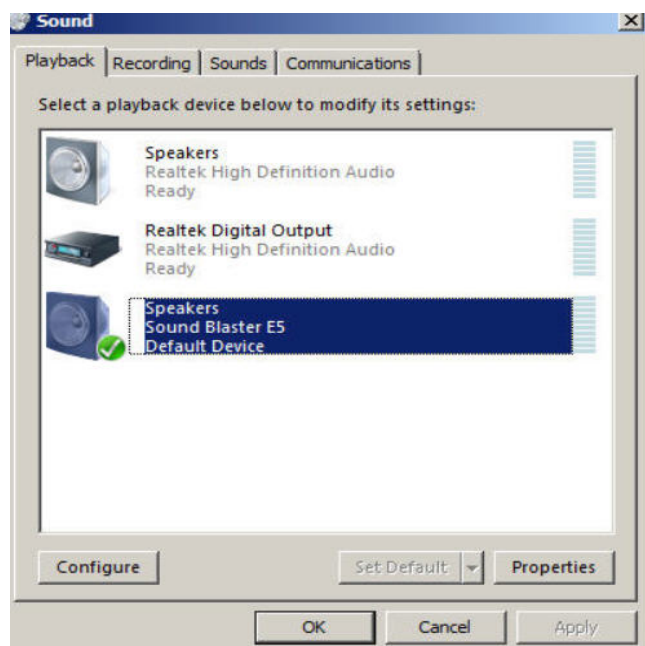 Sound
Playback Recording Sounds Communications
Select a playback device below to modify its settings:
Speakers
Realtek High Definition Audio
Ready
Realtek Digital Output
Realtek High Definition Audio
Ready
Speakers
Sound Blaster E5
Default Device
Configure Set Default Properties
OK Cancel Apply